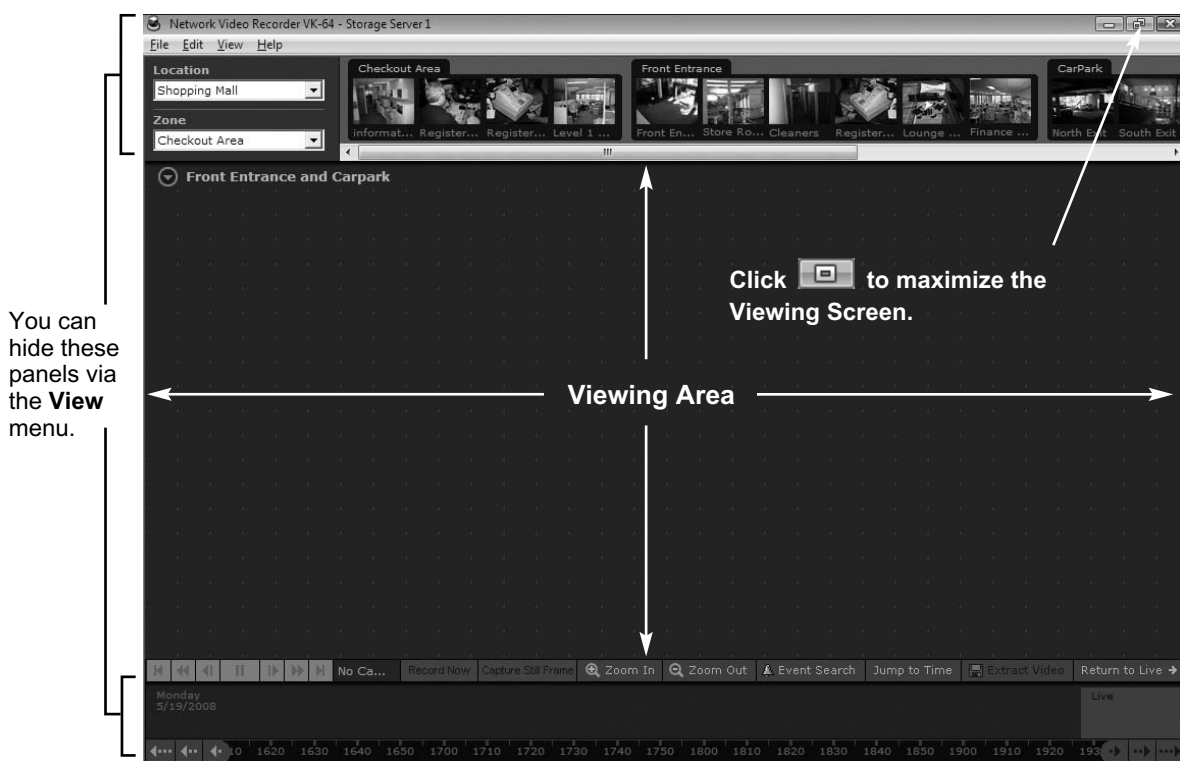 Network Video Recorder VK-64 - Storage Server 1
File Edit View Help
Location
Shopping Mall
Zone
Checkout Area
Checkout Area
informat... Register... Register... Level 1 ...
Front Entrance
Front En... Store Ro... Cleaners Register... Lounge ... Finance ...
CarPark
North Exit South Exit
Front Entrance and Carpark
Click to maximize the
Viewing Screen.
You can
hide these
panels via
the View
menu.
Viewing Area
No Ca... Record Now Capture Still Frame Zoom In Zoom Out Event Search Jump to Time Extract Video Return to Live
Monday
5/19/2008
Live
10 1620 1630 1640 1650 1700 1710 1720 1730 1740 1750 1800 1810 1820 1830 1840 1850 1900 1910 1920 193